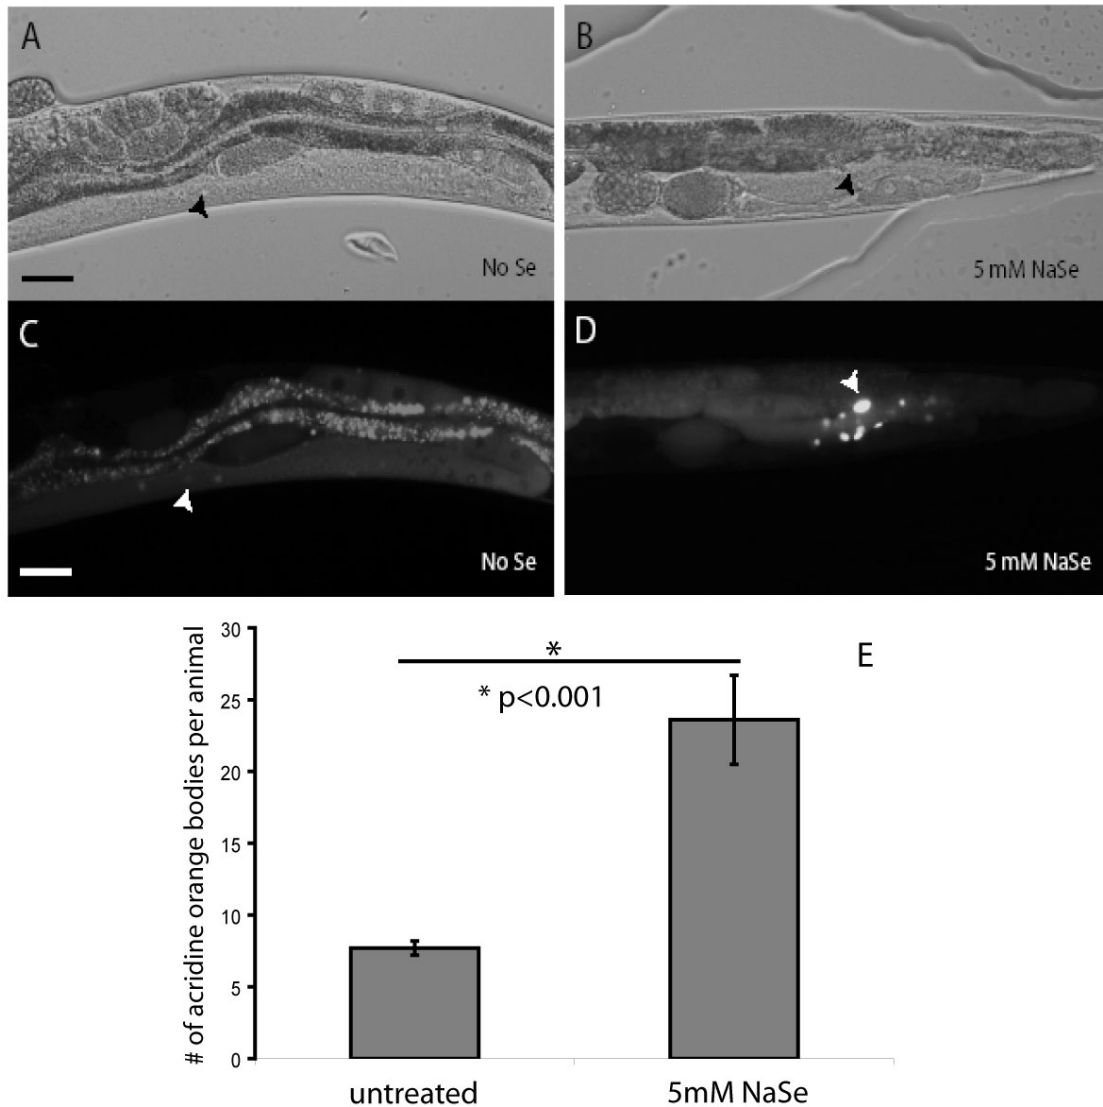 A
No Se
B
5 mM NaSe
C
No Se
D
5 mM NaSe
E
# of acridine orange bodies per animal
30
25
20
15
10
5
0
*
* p<0.001
untreated
5mM NaSe